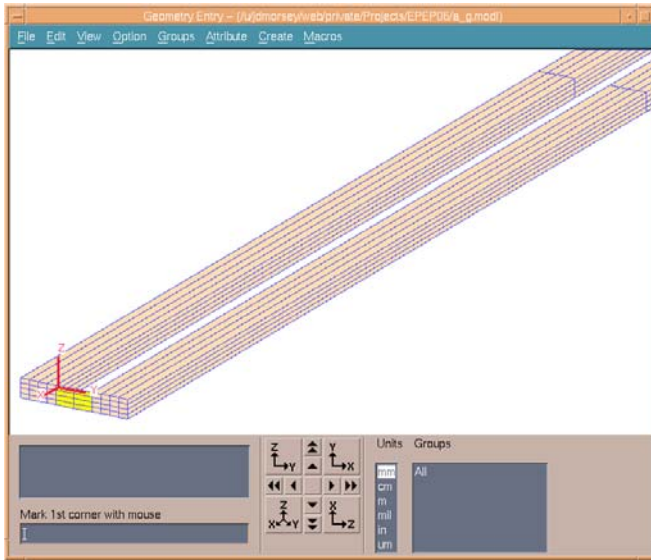 Geometry Entry – (/u/jdmorsey/web/private/Projects/EPEP06/a_g.modl)
File Edit View Option Groups Attribute Create Macros
Z
X Y
Units Groups
Z Y
Y X
mm All
cm
m
mil
in
um
Mark 1st corner with mouse
Z X
X Y Z